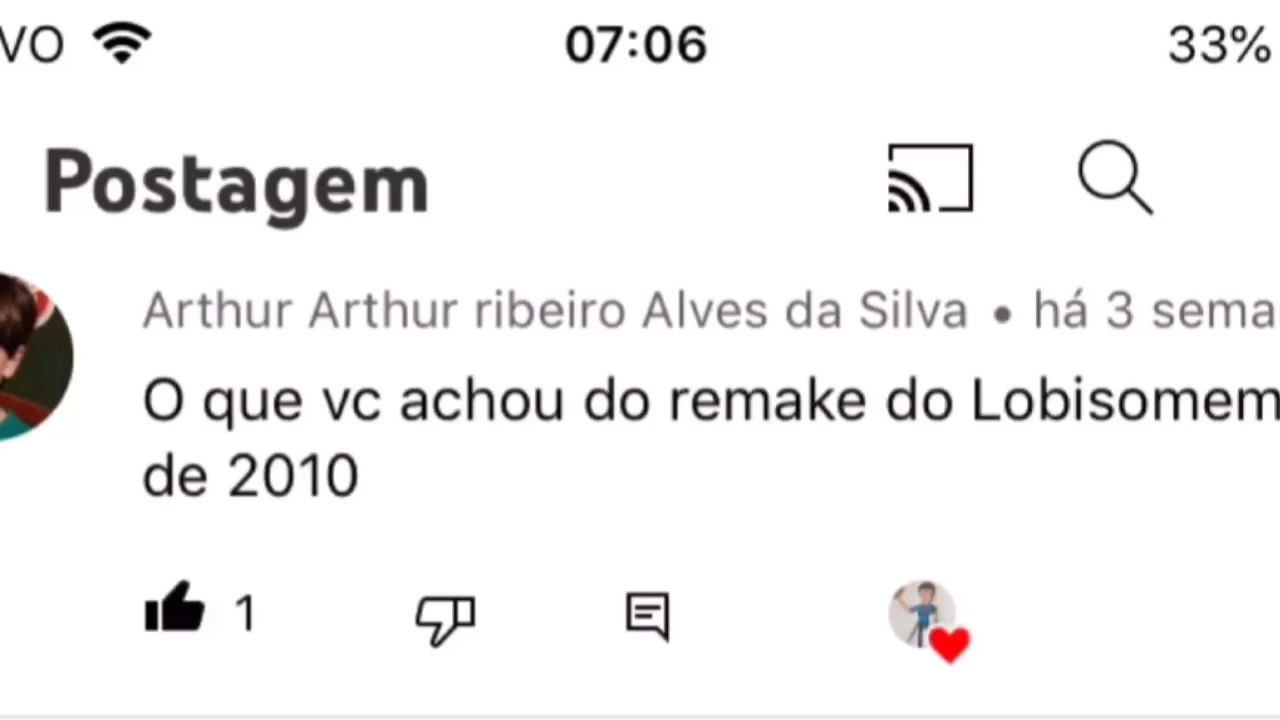 VO 07:06 33%
Postagem
Arthur Arthur ribeiro Alves da Silva • há 3 sema
O que vc achou do remake do Lobisomem
de 2010
1